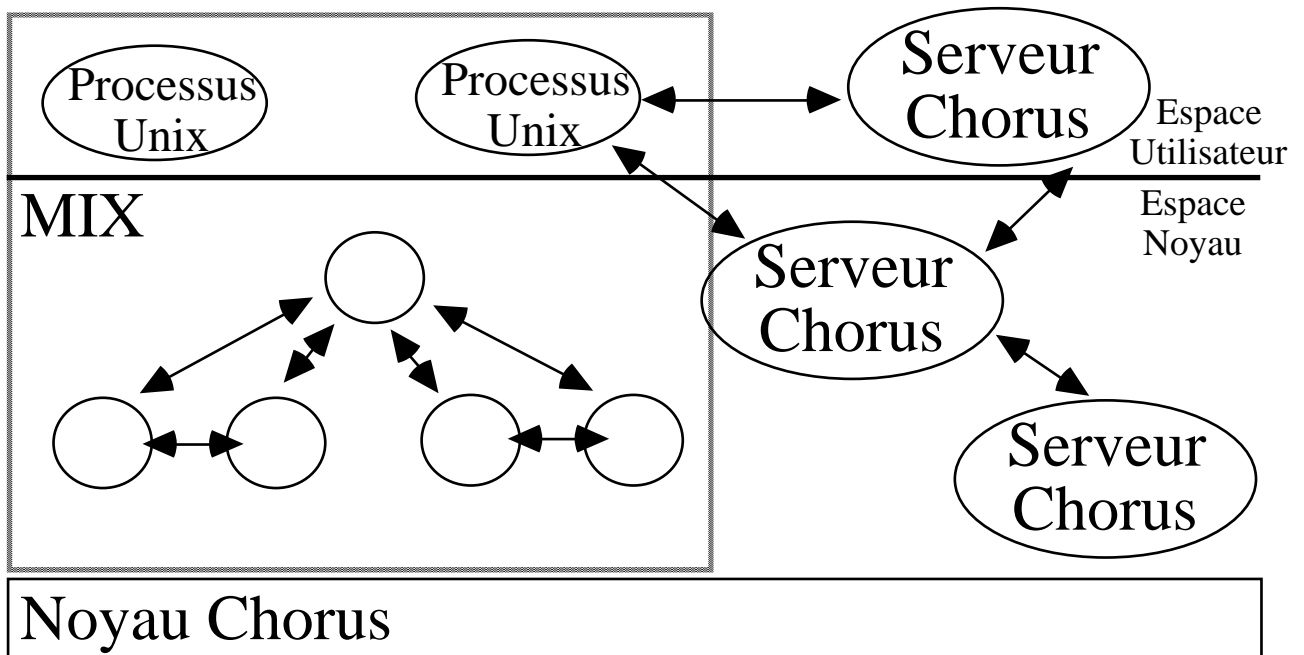 Processus
Unix
Processus
Unix
Serveur
Chorus
Espace
Utilisateur
MIX
Espace
Noyau
Serveur
Chorus
Serveur
Chorus
Noyau Chorus